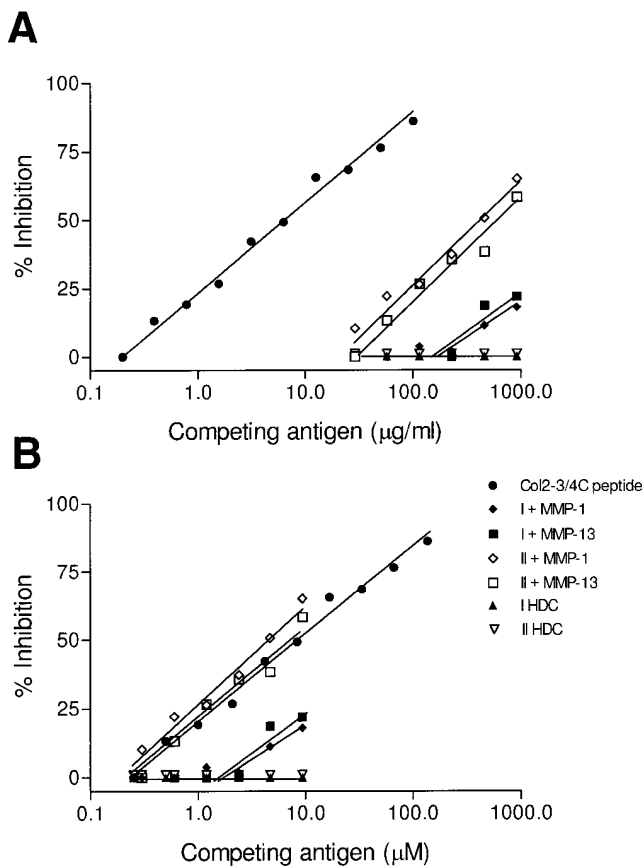 A
100
75
50
25
0
% Inhibition
0.1 1.0 10.0 100.0 1000.0
Competing antigen (μg/ml)
B
100
75
50
25
0
% Inhibition
0.1 1.0 10.0 100.0 1000.0
Competing antigen (μM)
Col2-3/4C peptide
I + MMP-1
I + MMP-13
II + MMP-1
II + MMP-13
I HDC
II HDC